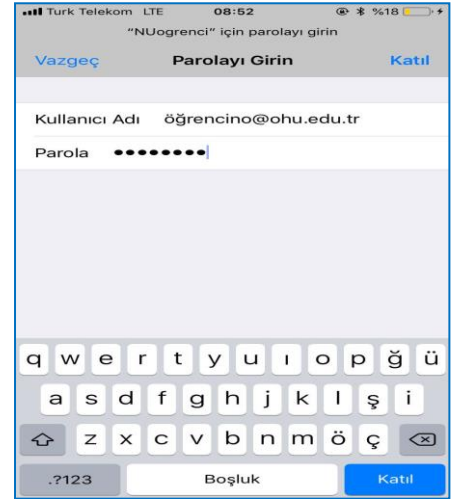 Turk Telekom LTE 08:52 %18
“NUogrenci” için parolayı girin
Vazgeç Parolayı Girin Katıl
Kullanıcı Adı öğrencino@ohu.edu.tr
Parola ••••••••
q w e r t y u ı o p ğ ü
a s d f g h j k l ş i
z x c v b n m ö ç
.?123 Boşluk Katıl